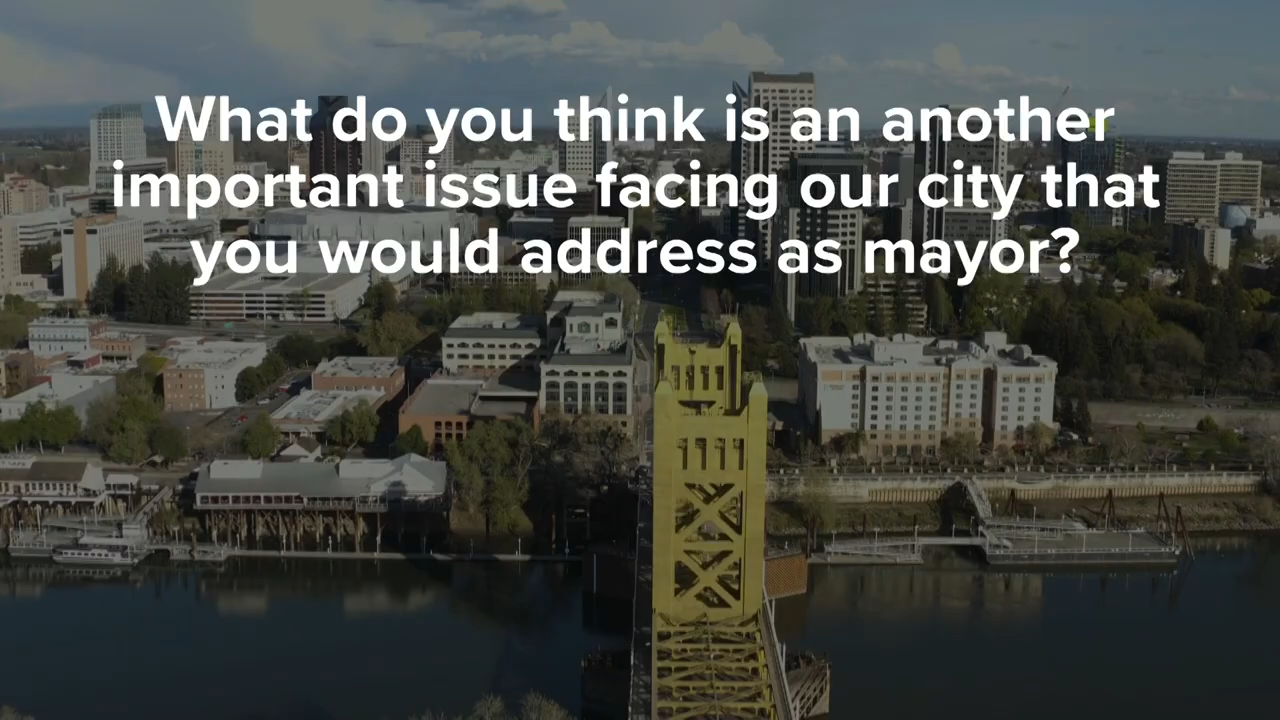 What do you think is an another
important issue facing our city that
you would address as mayor?